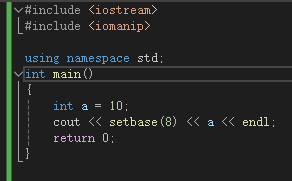 #include <iostream>
#include <iomanip>
using namespace std;
int main()
{
int a = 10;
cout << setbase(8) << a << endl;
return 0;
}